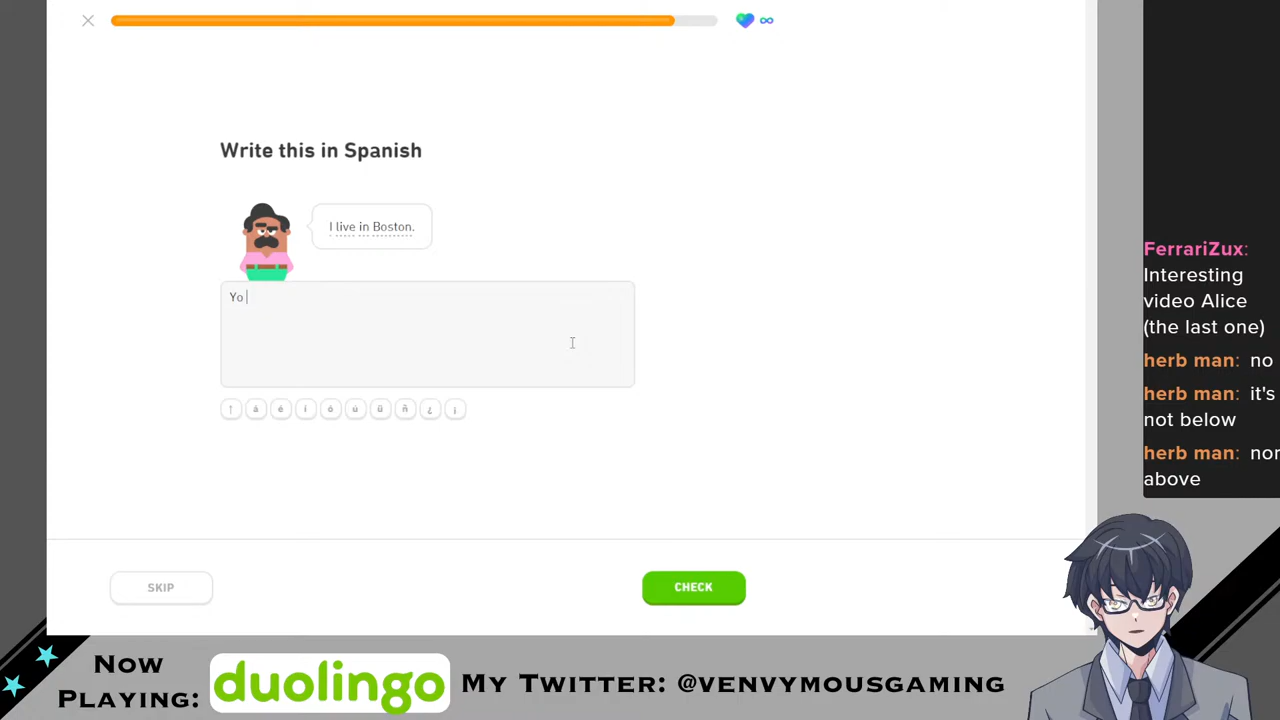 Write this in Spanish
I live in Boston.
Yo
↑ á é í ó ú ü ñ ¿ ¡
SKIP
CHECK
FerrariZux:
Interesting
video Alice
(the last one)
herb man: no
herb man: it's
not below
herb man: nor
above
Now
Playing:
duolingo
My Twitter: @venvymousgaming